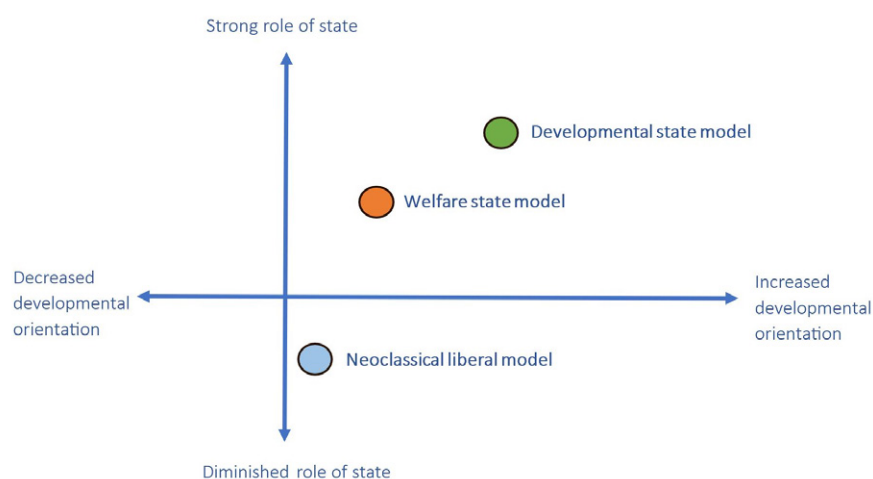 Strong role of state
Developmental state model
Welfare state model
Decreased
developmental
orientation
Increased
developmental
orientation
Neoclassical liberal model
Diminished role of state